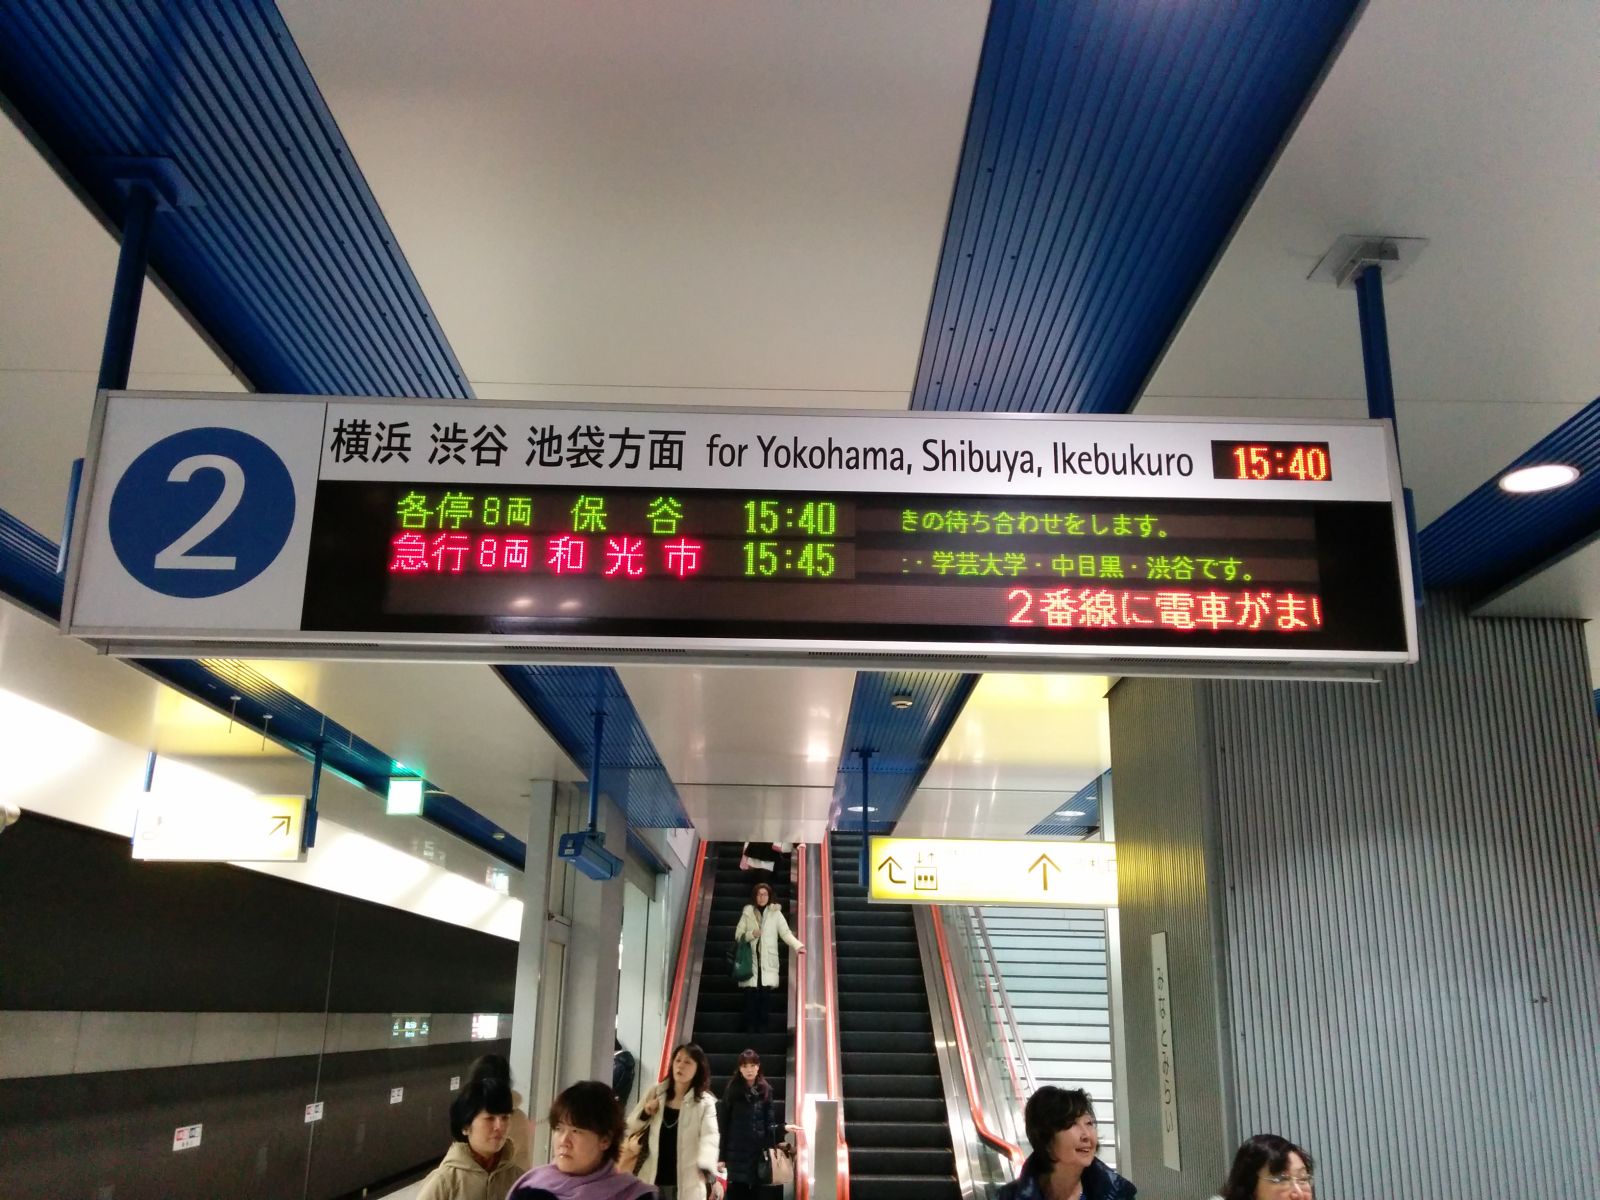 2
横浜 渋谷 池袋方面 for Yokohama, Shibuya, Ikebukuro 15:40
各停 8両 保谷 15:40 きの待ち合わせをします。
急行 8両 和光市 15:45 ・学芸大学・中目黒・渋谷です。
2番線に電車がまい